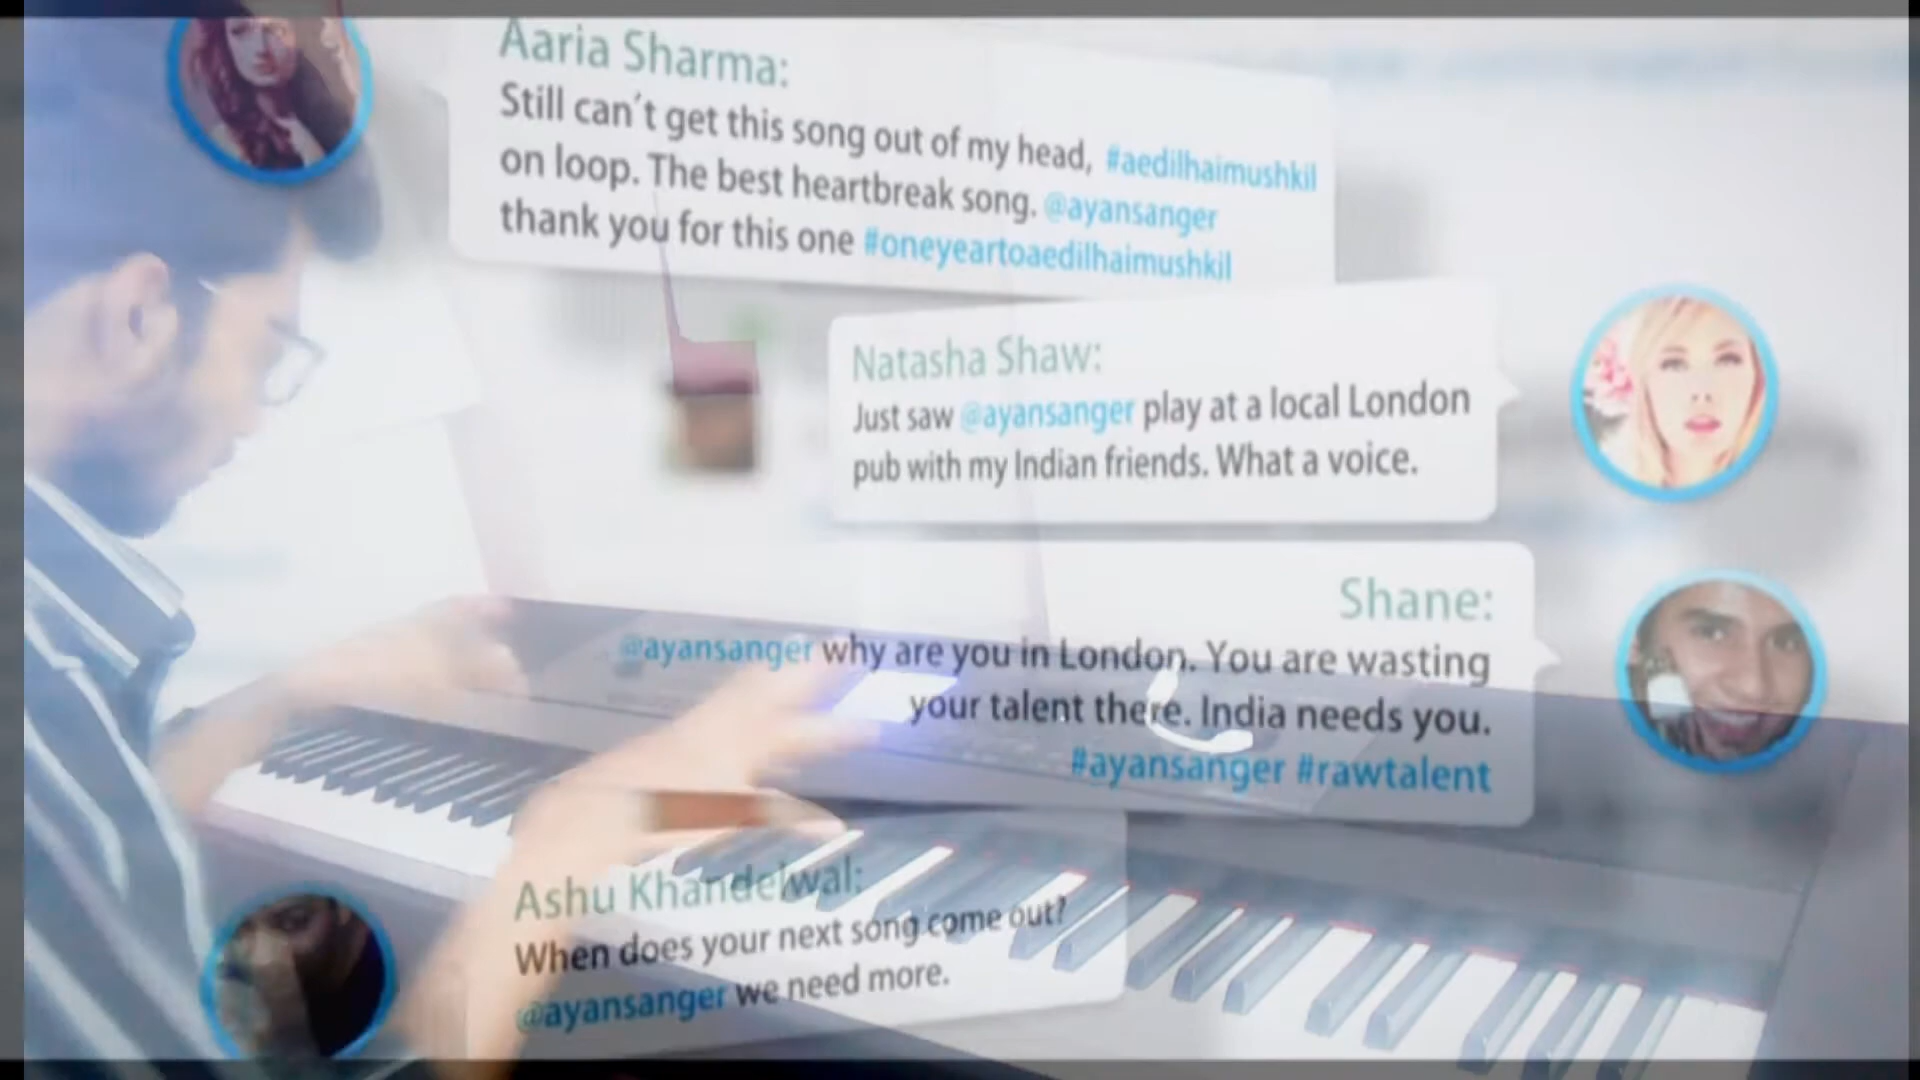 Aaria Sharma:
Still can't get this song out of my head, #aedilhaimushkil
on loop. The best heartbreak song. @ayansanger
thank you for this one #oneyeartoaedilhaimushkil
Natasha Shaw:
Just saw @ayansanger play at a local London
pub with my Indian friends. What a voice.
Shane:
@ayansanger why are you in London. You are wasting
your talent there. India needs you.
#ayansanger #rawtalent
Ashu Khandelwal:
When does your next song come out?
@ayansanger we need more.